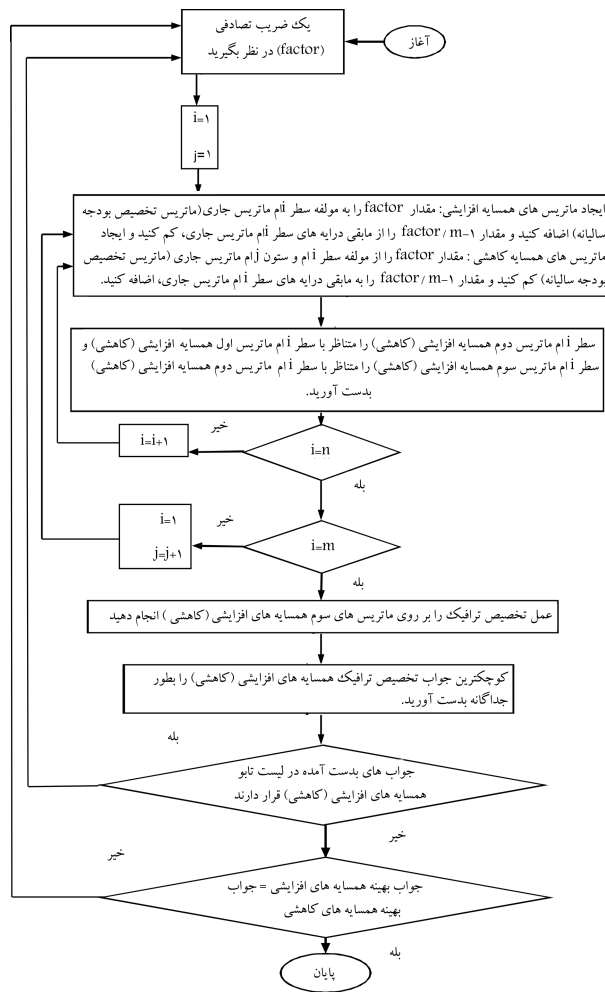 آغاز
یک ضریب تصادفی
(factor) در نظر بگیرید
i=۱
j=۱
ایجاد ماتریس های همسایه افزایشی: مقدار factor را به مولفه سطر i ام ماتریس جاری(ماتریس تخصیص بودجه
سالیانه) اضافه کنید و مقدار factor / m-۱ را از مابقی درایه های سطر i ام ماتریس جاری، کم کنید و ایجاد
ماتریس های همسایه کاهشی : مقدار factor را از مولفه سطر i ام و ستون j ام ماتریس جاری (ماتریس تخصیص
بودجه سالیانه) کم کنید و مقدار factor / m-۱ را به مابقی درایه های سطر i ام ماتریس جاری، اضافه کنید.
سطر i ام ماتریس دوم همسایه افزایشی (کاهشی) را متناظر با سطر i ام ماتریس اول همسایه افزایشی (کاهشی) و
سطر i ام ماتریس سوم همسایه افزایشی (کاهشی) را متناظر با سطر i ام ماتریس دوم همسایه افزایشی (کاهشی)
بدست آورید.
i=n
خیر
i=i+۱
بله
i=m
خیر
i=۱
j=j+۱
بله
عمل تخصیص ترافیک را بر روی ماتریس های سوم همسایه های افزایشی (کاهشی ) انجام دهید
کوچکترین جواب تخصیص ترافیک همسایه های افزایشی (کاهشی) را بطور
جداگانه بدست آورید.
بله
جواب های بدست آمده در لیست تابو
همسایه های افزایشی (کاهشی) قرار دارند
خیر
خیر
جواب بهینه همسایه های افزایشی = جواب
بهینه همسایه های کاهشی
بله
پایان